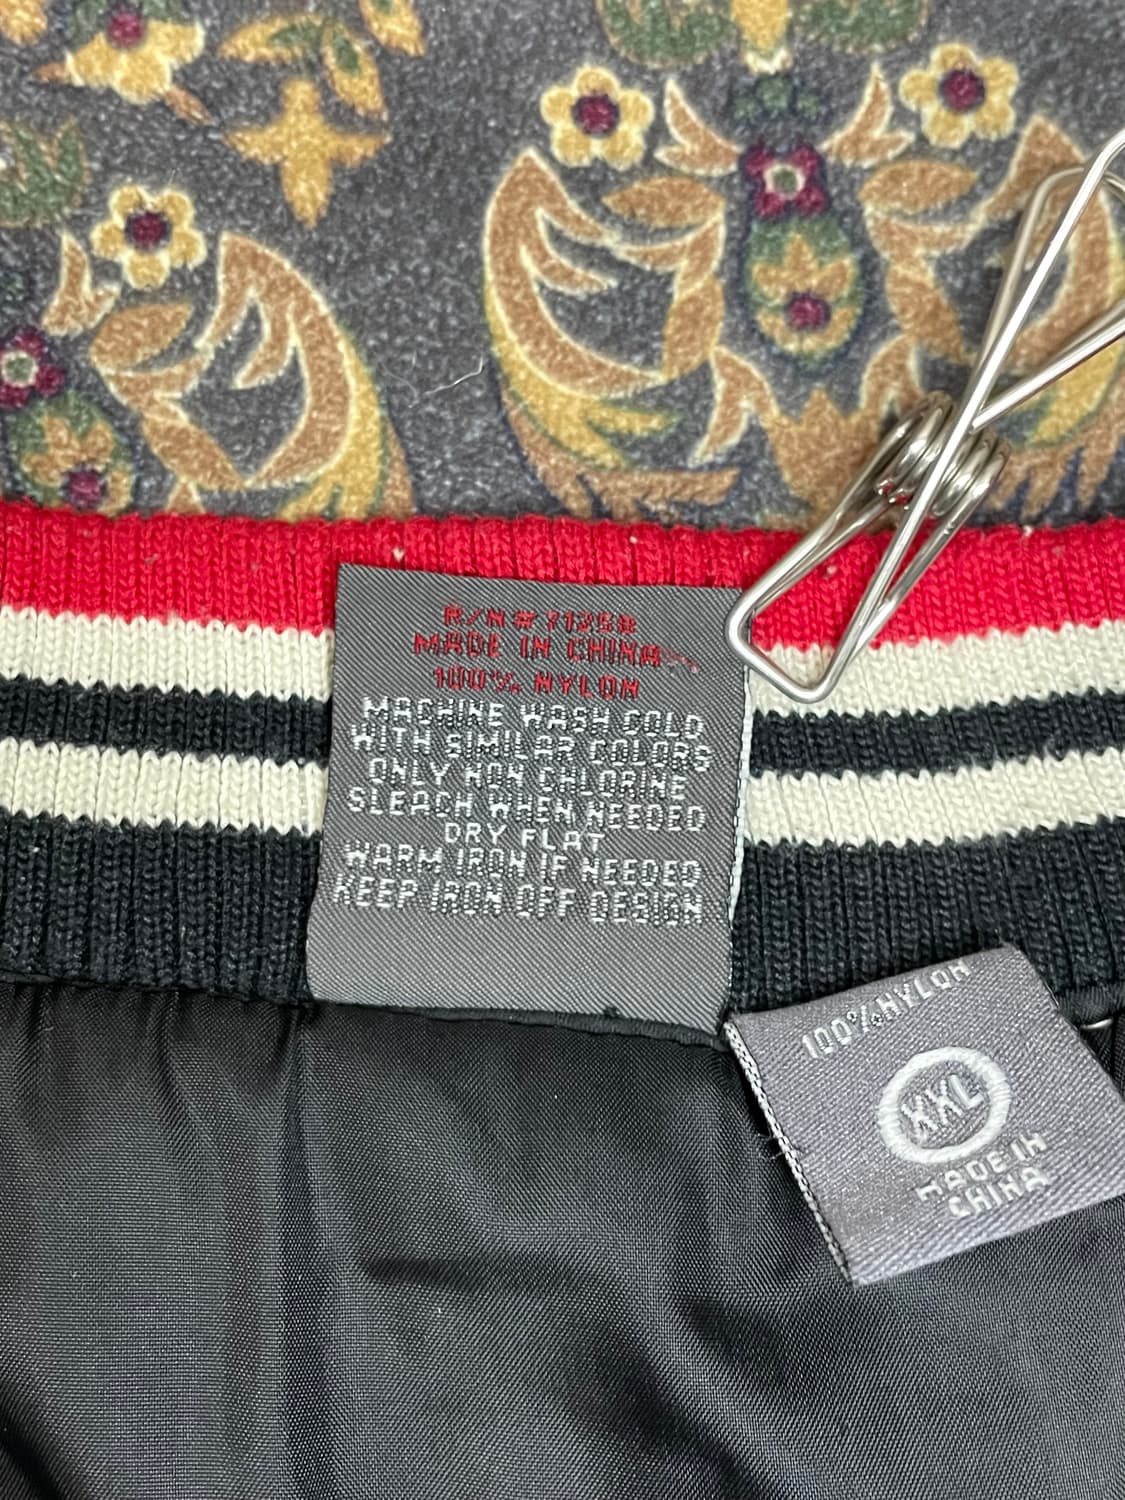 R/N# 71258
MADE IN CHINA
100% NYLON
MACHINE WASH COLD
WITH SIMILAR COLORS
ONLY NON CHLORINE
SLEACH WHEN NEEDED
DRY FLAT
WARM IRON IF NEEDED
KEEP IRON OFF DESIGN
100%NYLON
XXL
MADE IN
CHINA